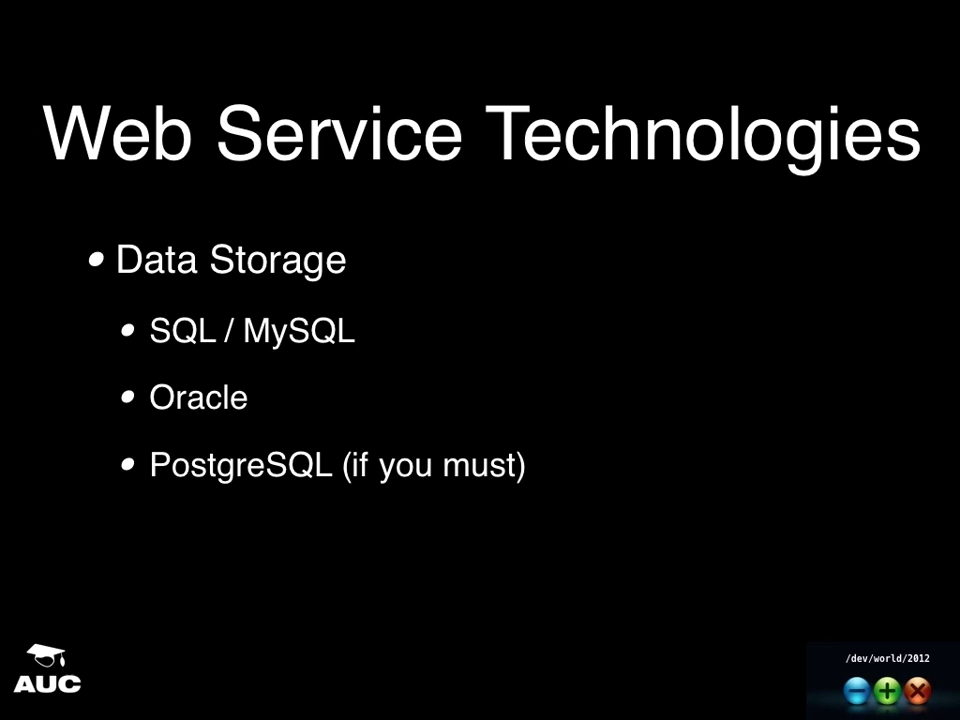 Web Service Technologies
• Data Storage
• SQL / MySQL
• Oracle
• PostgreSQL (if you must)
AUC
/dev/world/2012